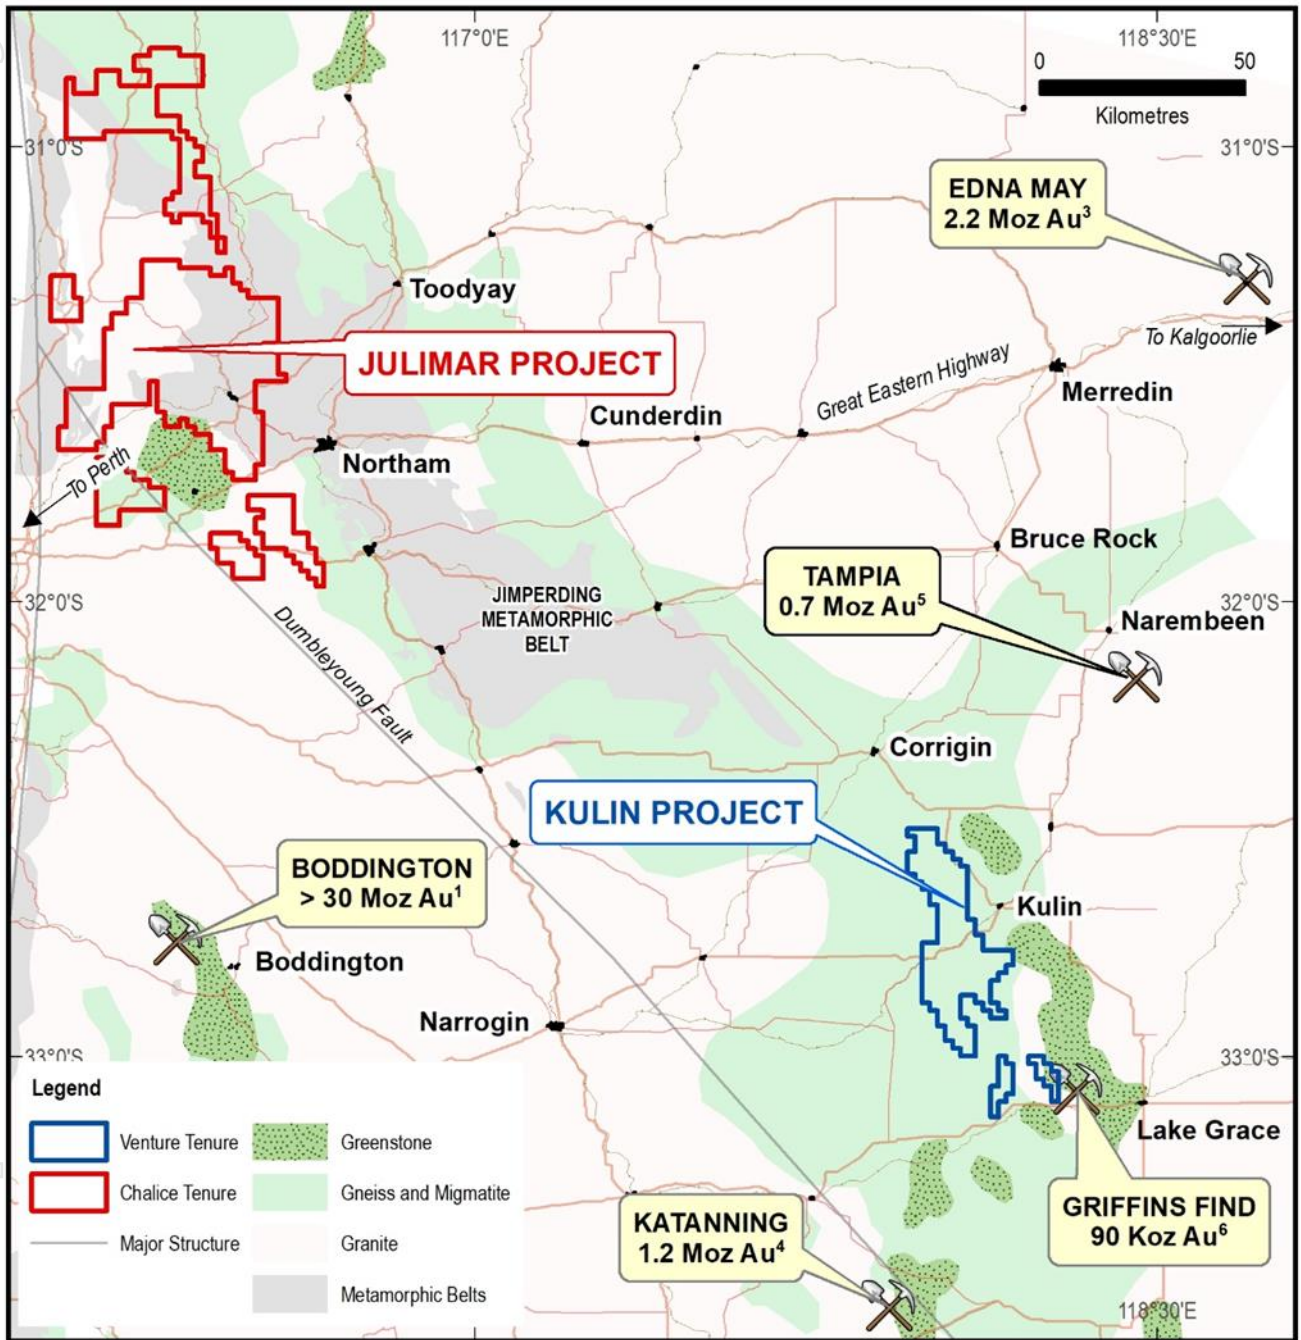 117°0'E
118°30'E
0
50
Kilometres
31°0'S
31°0'S
EDNA MAY
2.2 Moz Au³
Toodyay
To Kalgoorlie
JULIMAR PROJECT
Great Eastern Highway
Merredin
Cunderdin
Northam
To Perth
Bruce Rock
TAMPIA
0.7 Moz Au⁵
JIMPERDING
METAMORPHIC
BELT
32°0'S
32°0'S
Narembeen
Dumbleyoung Fault
Corrigin
KULIN PROJECT
BODDINGTON
> 30 Moz Au¹
Kulin
Boddington
Narrogin
33°0'S
33°0'S
Legend
Venture Tenure
Greenstone
Chalice Tenure
Gneiss and Migmatite
Major Structure
Granite
Metamorphic Belts
Lake Grace
KATANNING
1.2 Moz Au⁴
GRIFFINS FIND
90 Koz Au⁶
118°30'E